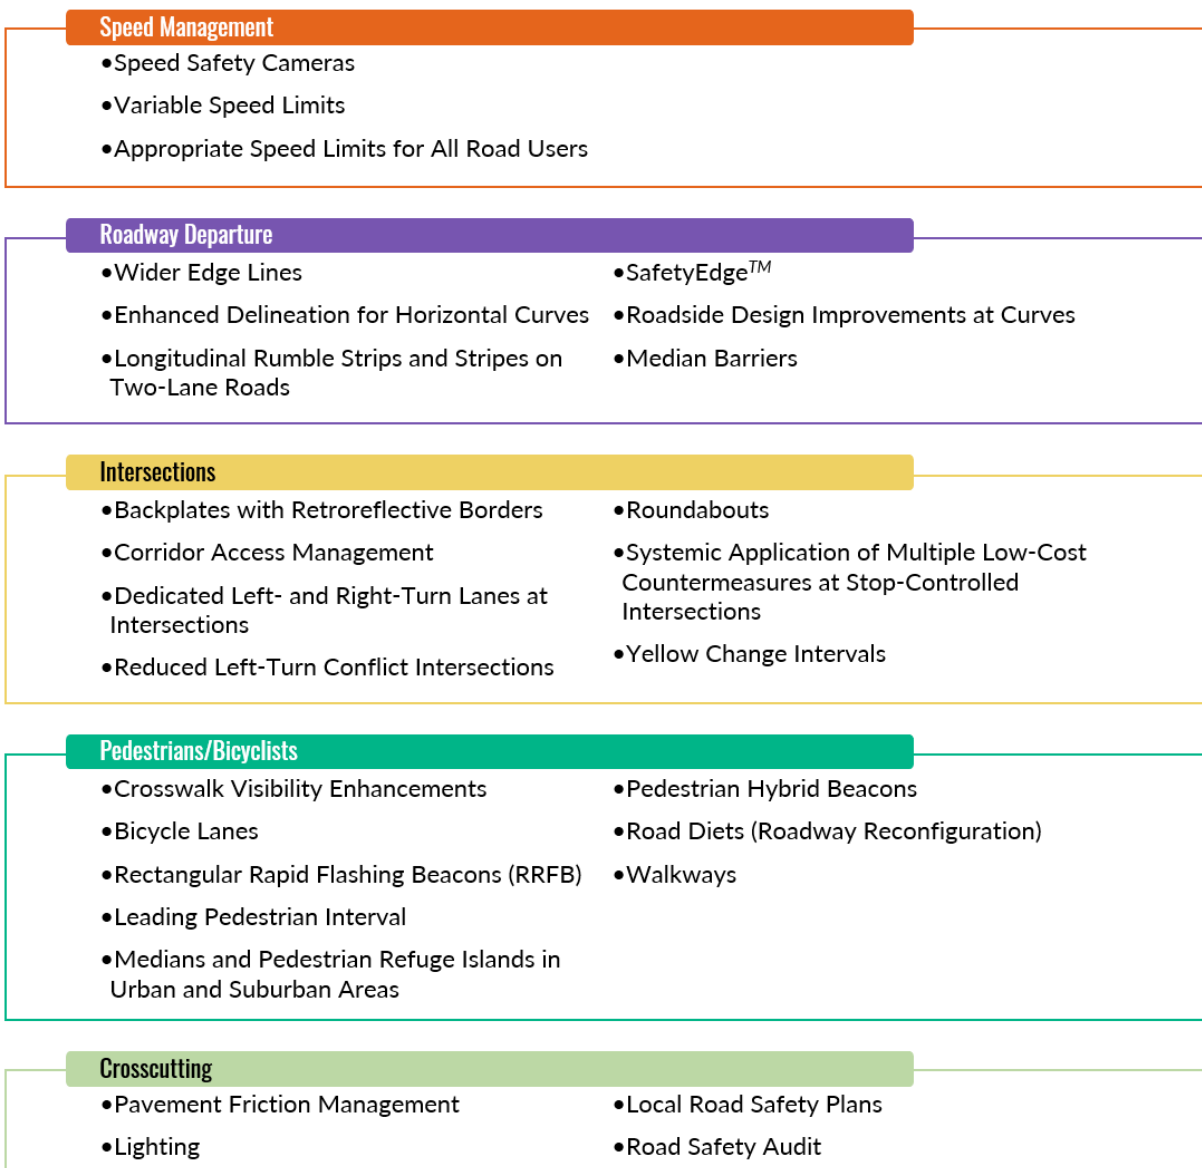 Speed Management
•Speed Safety Cameras
•Variable Speed Limits
•Appropriate Speed Limits for All Road Users
Roadway Departure
•Wider Edge Lines
•Enhanced Delineation for Horizontal Curves
•Longitudinal Rumble Strips and Stripes on
Two-Lane Roads
•SafetyEdge™
•Roadside Design Improvements at Curves
•Median Barriers
Intersections
•Backplates with Retroreflective Borders
•Corridor Access Management
•Dedicated Left- and Right-Turn Lanes at
Intersections
•Reduced Left-Turn Conflict Intersections
•Roundabouts
•Systemic Application of Multiple Low-Cost
Countermeasures at Stop-Controlled
Intersections
•Yellow Change Intervals
Pedestrians/Bicyclists
•Crosswalk Visibility Enhancements
•Bicycle Lanes
•Rectangular Rapid Flashing Beacons (RRFB)
•Leading Pedestrian Interval
•Medians and Pedestrian Refuge Islands in
Urban and Suburban Areas
•Pedestrian Hybrid Beacons
•Road Diets (Roadway Reconfiguration)
•Walkways
Crosscutting
•Pavement Friction Management
•Lighting
•Local Road Safety Plans
•Road Safety Audit